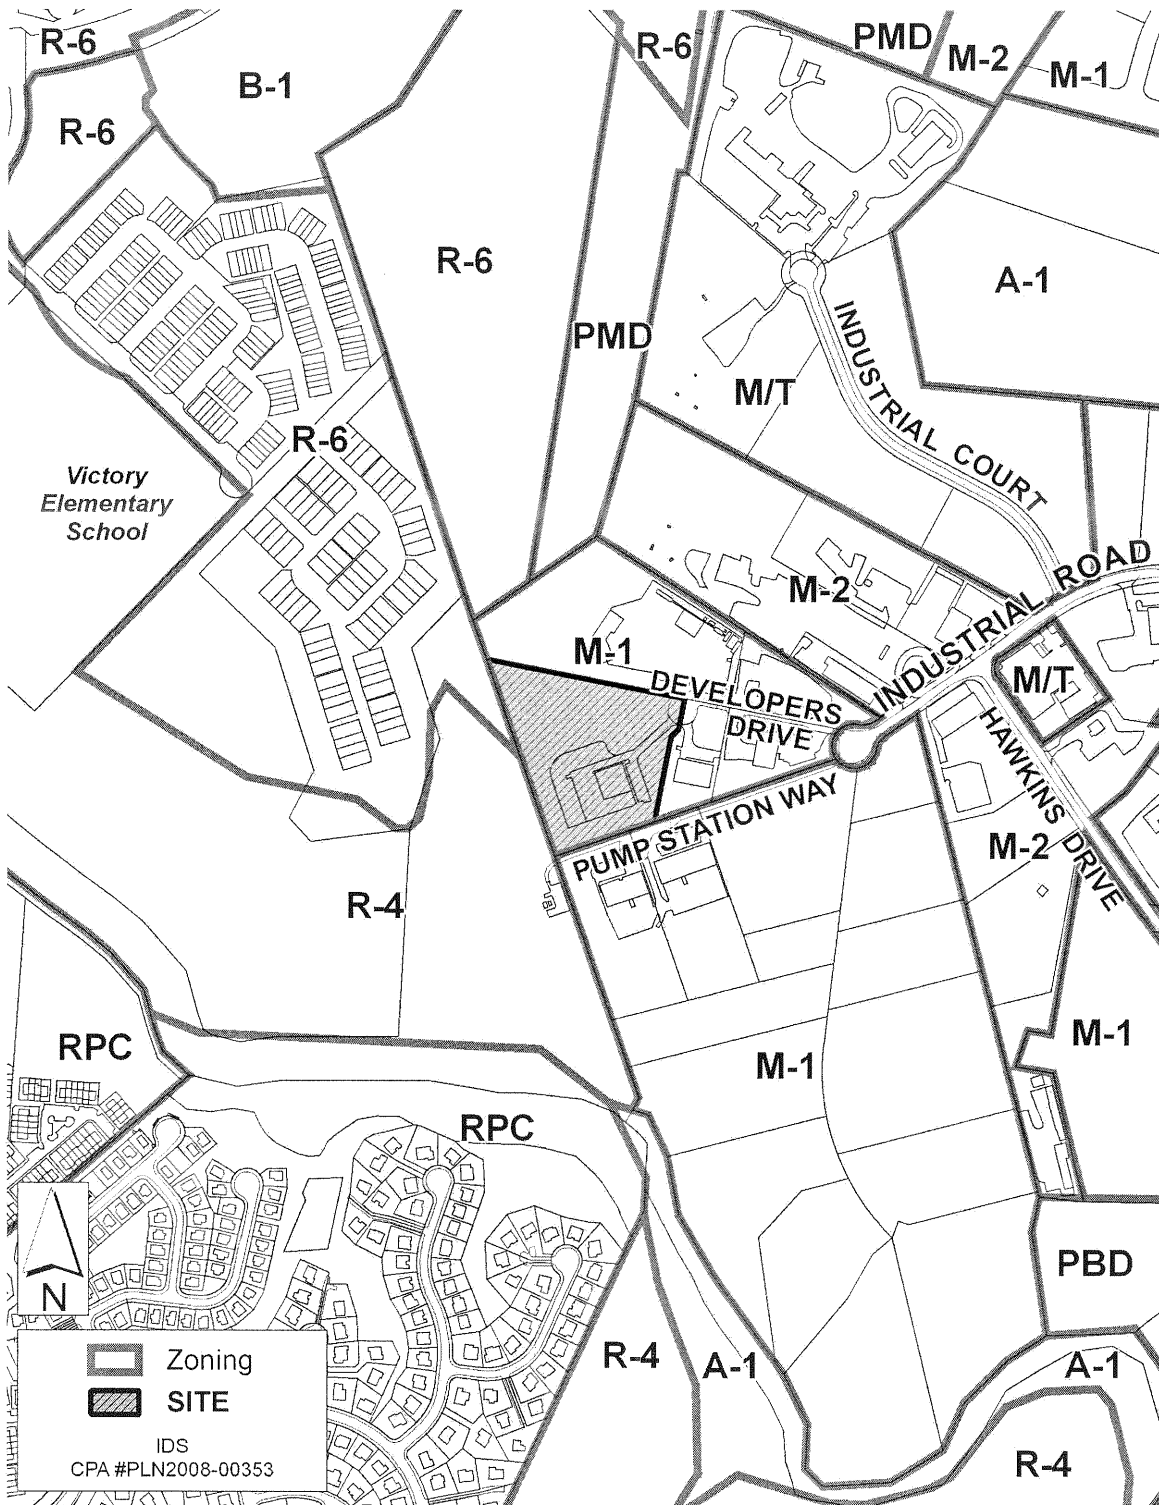 R-6
B-1
R-6
R-6
PMD
M-2
M-1
R-6
PMD
A-1
M/T
INDUSTRIAL COURT
R-6
Victory
Elementary
School
M-2
INDUSTRIAL ROAD
M-1
DEVELOPERS
DRIVE
M/T
HAWKINS DRIVE
PUMP STATION WAY
M-2
R-4
RPC
M-1
M-1
RPC
PBD
R-4
A-1
A-1
R-4
N
Zoning
SITE
IDS
CPA #PLN2008-00353